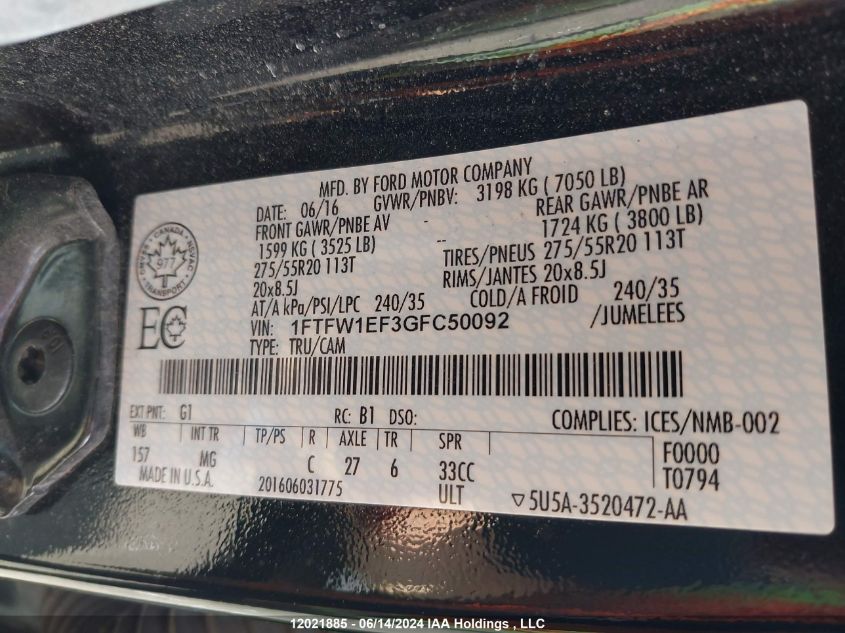 MFD. BY FORD MOTOR COMPANY
DATE: 06/16 GVWR/PNBV: 3198 KG ( 7050 LB)
FRONT GAWR/PNBE AV - REAR GAWR/PNBE AR
1599 KG ( 3525 LB) -- 1724 KG ( 3800 LB)
275/55R20 113T TIRES/PNEUS 275/55R20 113T
20x8.5J RIMS/JANTES 20x8.5J
AT/A kPa/PSI/LPC 240/35 COLD/A FROID 240/35
VIN: 1FTFW1EF3GFC50092 /JUMELEES
TYPE: TRU/CAM
CANADA
TRANSPORT
EC
EXT PNT: G1 RC: B1 DSO: COMPLIES: ICES/NMB-002
WB INT TR TP/PS R AXLE TR SPR F0000
157 MG C 27 6 33CC T0794
MADE IN U.S.A. 201606031775 ULT ▽5U5A-3520472-AA
12021885 - 06/14/2024 IAA Holdings , LLC